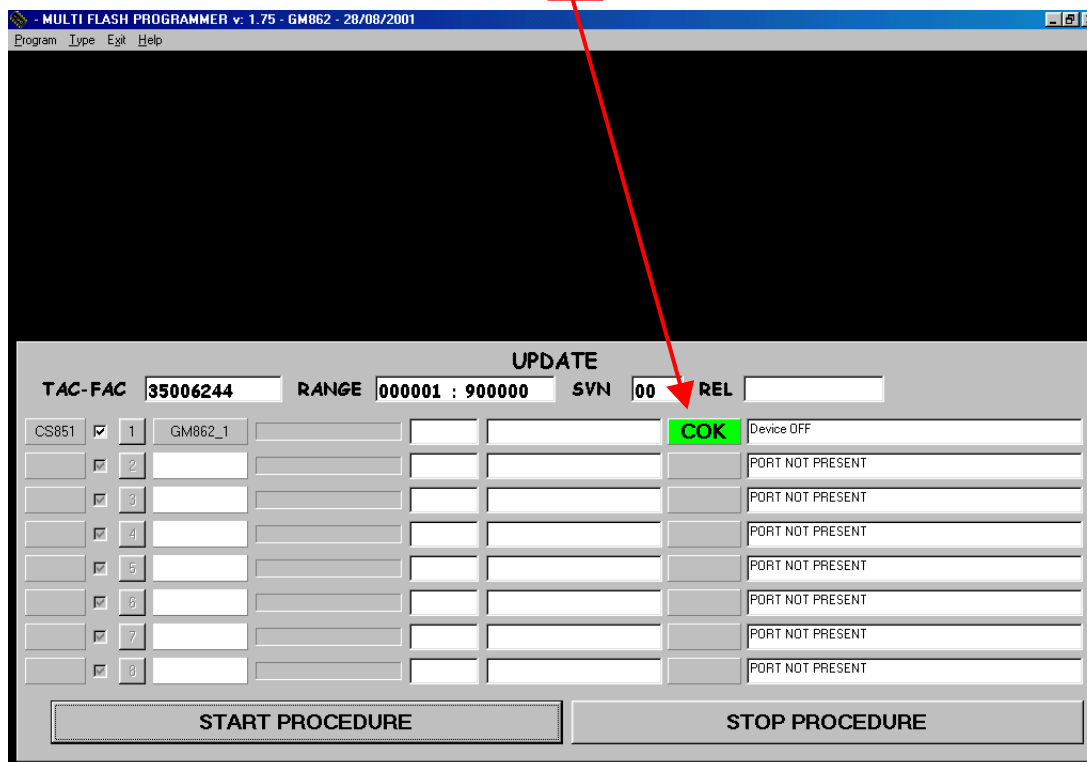 - MULTI FLASH PROGRAMMER v: 1.75 - GM862 - 28/08/2001
Program Type Exit Help
UPDATE
TAC-FAC 35006244 RANGE 000001 : 900000 SVN 00 REL
CS851 1 GM862_1 COK Device OFF
2 PORT NOT PRESENT
3 PORT NOT PRESENT
4 PORT NOT PRESENT
5 PORT NOT PRESENT
6 PORT NOT PRESENT
7 PORT NOT PRESENT
8 PORT NOT PRESENT
START PROCEDURE STOP PROCEDURE